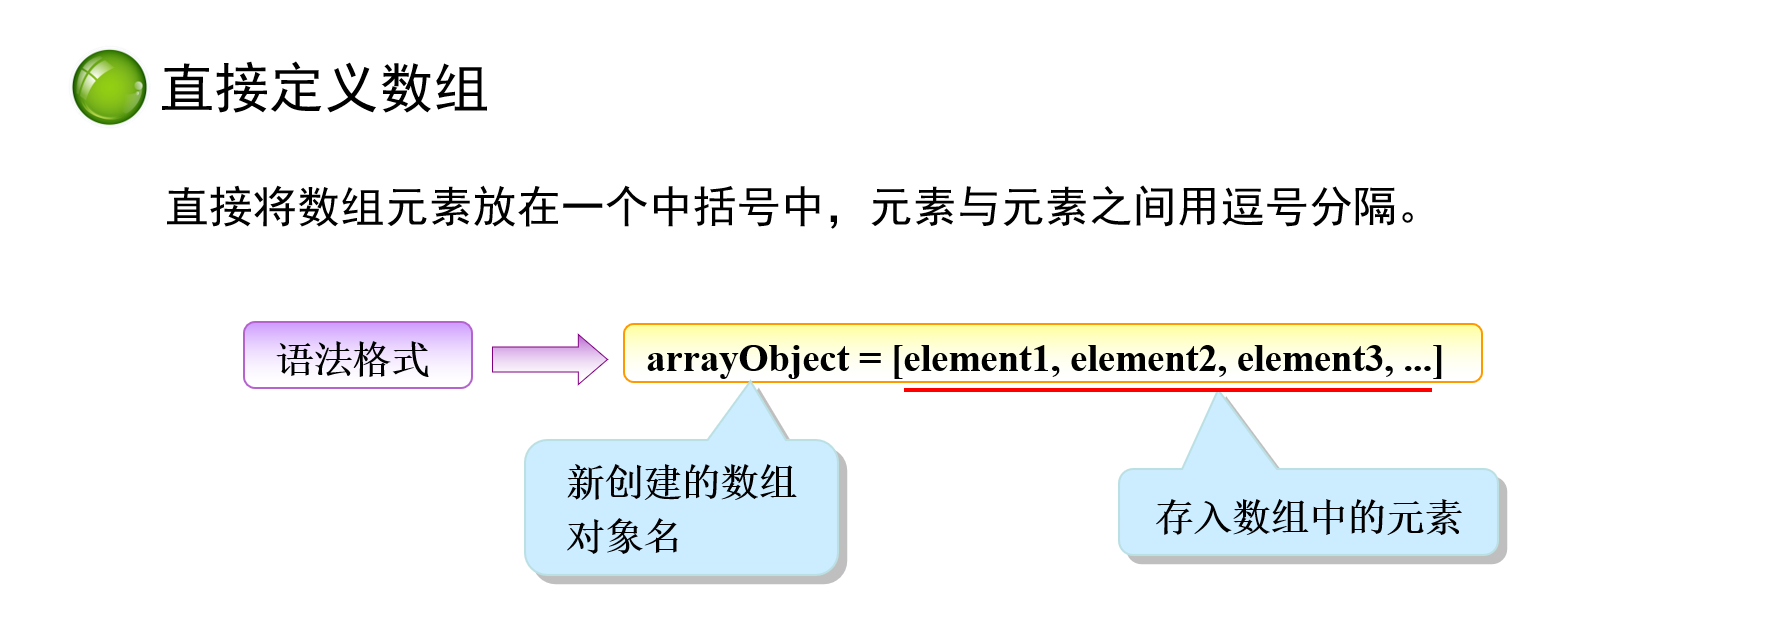 直接定义数组
直接将数组元素放在一个中括号中，元素与元素之间用逗号分隔。
语法格式
arrayObject = [element1, element2, element3, ...]
新创建的数组
对象名
存入数组中的元素